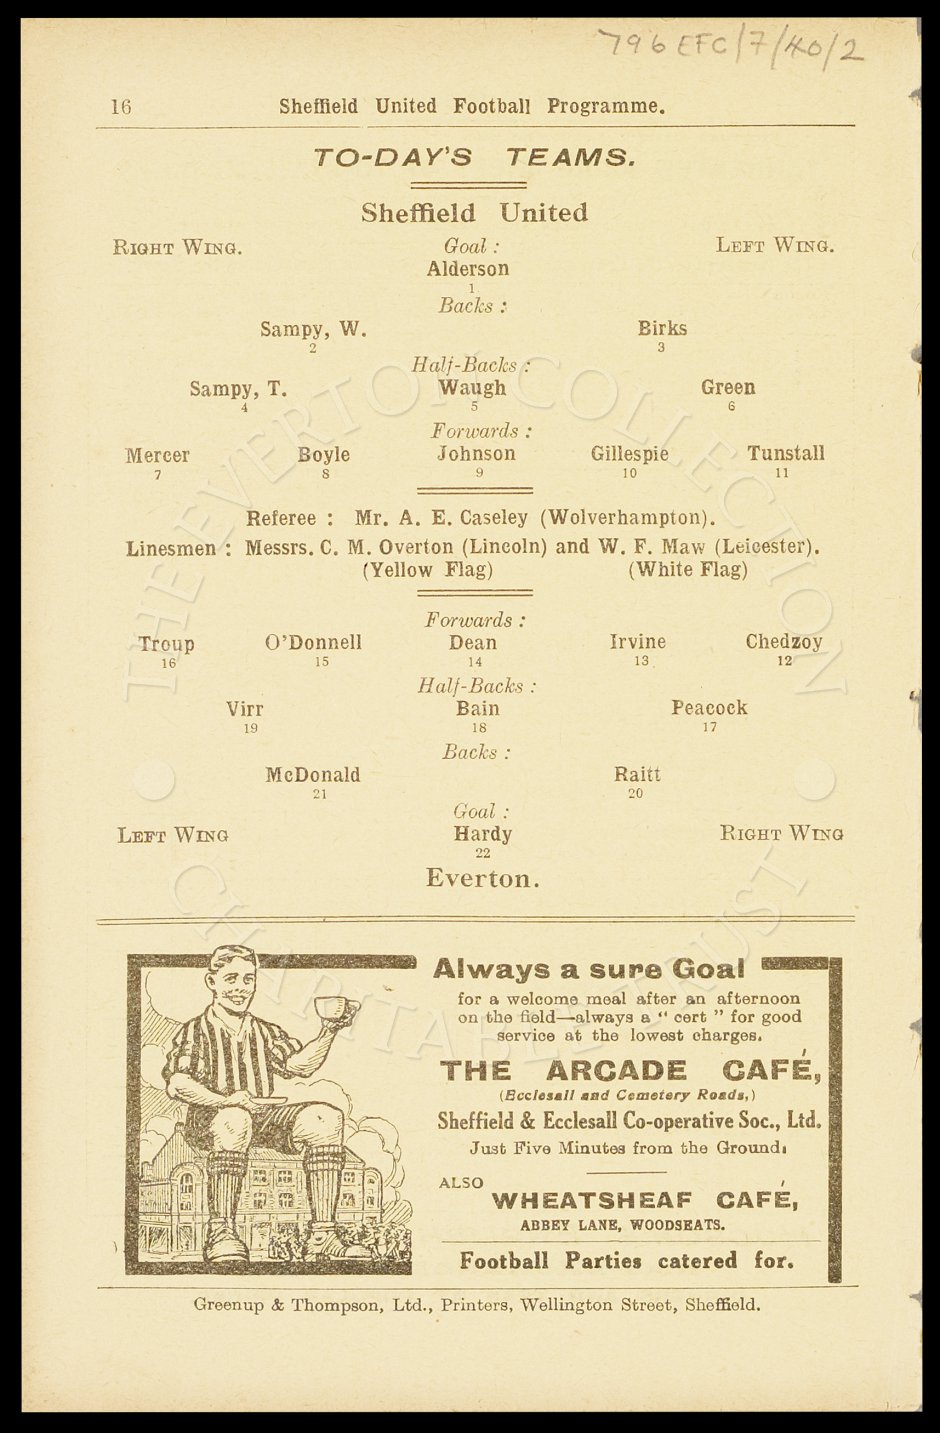 796 EFC/7/40/2
16 Sheffield United Football Programme.
TO-DAY'S TEAMS.
Sheffield United
RIGHT WING. Goal : LEFT WING.
Alderson
1
Backs :
Sampy, W. Birks
2 3
Half-Backs :
Sampy, T. Waugh Green
4 5 6
Forwards :
Mercer Boyle Johnson Gillespie Tunstall
7 8 9 10 11
Referee : Mr. A. E. Caseley (Wolverhampton).
Linesmen : Messrs. C. M. Overton (Lincoln) and W. F. Maw (Leicester).
(Yellow Flag) (White Flag)
Forwards :
Troup O'Donnell Dean Irvine Chedzoy
16 15 14 13 12
Half-Backs :
Virr Bain Peacock
19 18 17
Backs :
McDonald Raitt
21 20
Goal :
LEFT WING Hardy RIGHT WING
22
Everton.
Always a sure Goal
for a welcome meal after an afternoon
on the field—always a "cert" for good
service at the lowest charges.
THE ARCADE CAFÉ,
(Ecclesall and Cemetery Roads,)
Sheffield & Ecclesall Co-operative Soc., Ltd.
Just Five Minutes from the Ground.
ALSO
WHEATSHEAF CAFÉ,
ABBEY LANE, WOODSEATS.
Football Parties catered for.
Greenup & Thompson, Ltd., Printers, Wellington Street, Sheffield.
THE EVERTON COLLECTION
CHARITABLE TRUST